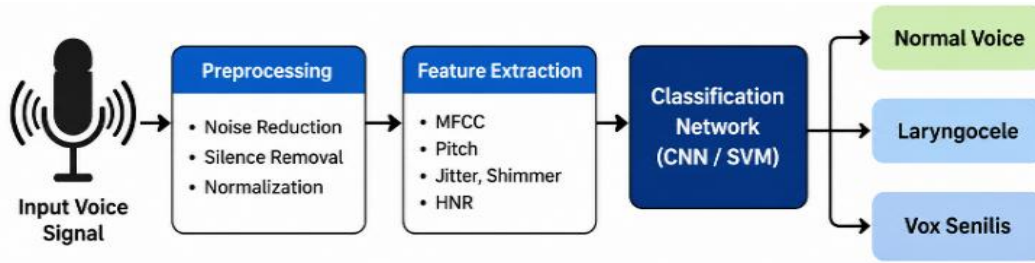 Input Voice
Signal
Preprocessing
• Noise Reduction
• Silence Removal
• Normalization
Feature Extraction
• MFCC
• Pitch
• Jitter, Shimmer
• HNR
Classification
Network
(CNN / SVM)
Normal Voice
Laryngocele
Vox Senilis